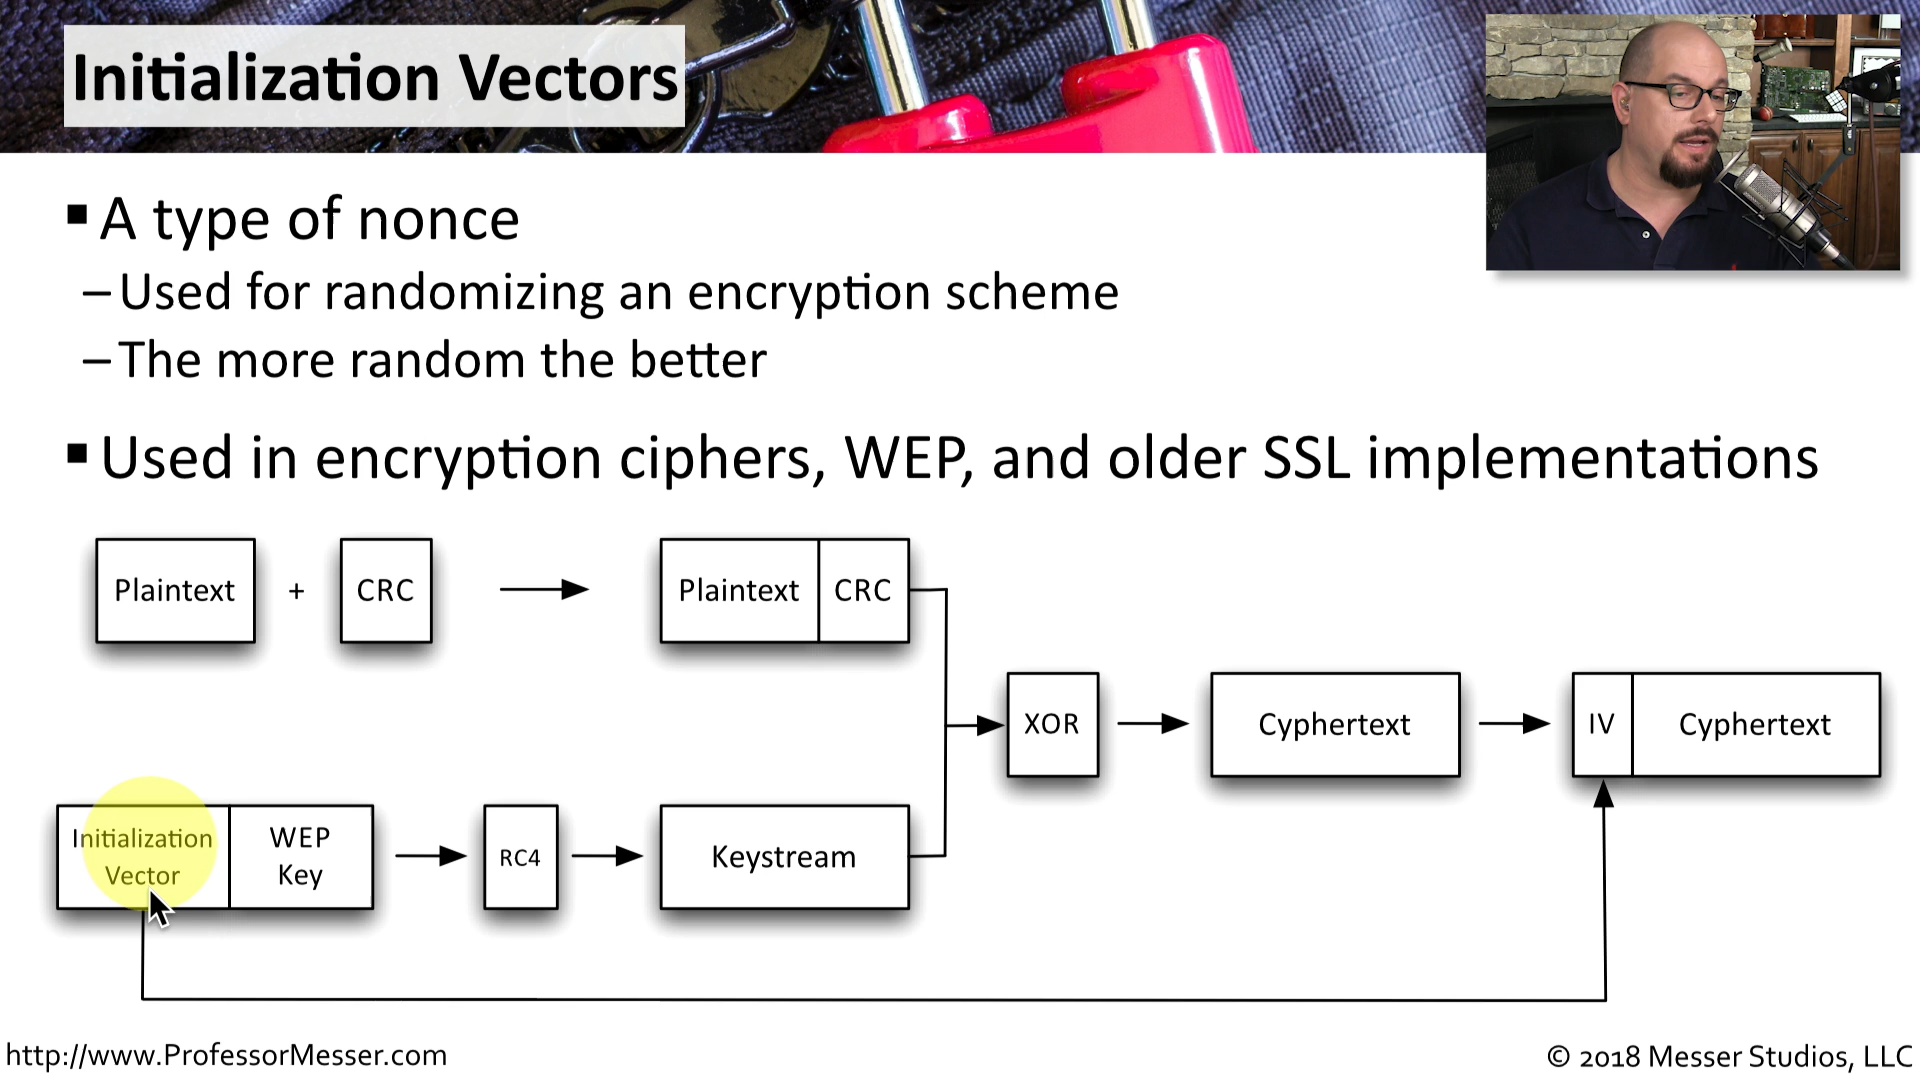 Initialization Vectors
▪ A type of nonce
– Used for randomizing an encryption scheme
– The more random the better
▪ Used in encryption ciphers, WEP, and older SSL implementations
Plaintext + CRC Plaintext CRC
XOR Cyphertext IV Cyphertext
Initialization Vector WEP Key RC4 Keystream
http://www.ProfessorMesser.com
© 2018 Messer Studios, LLC